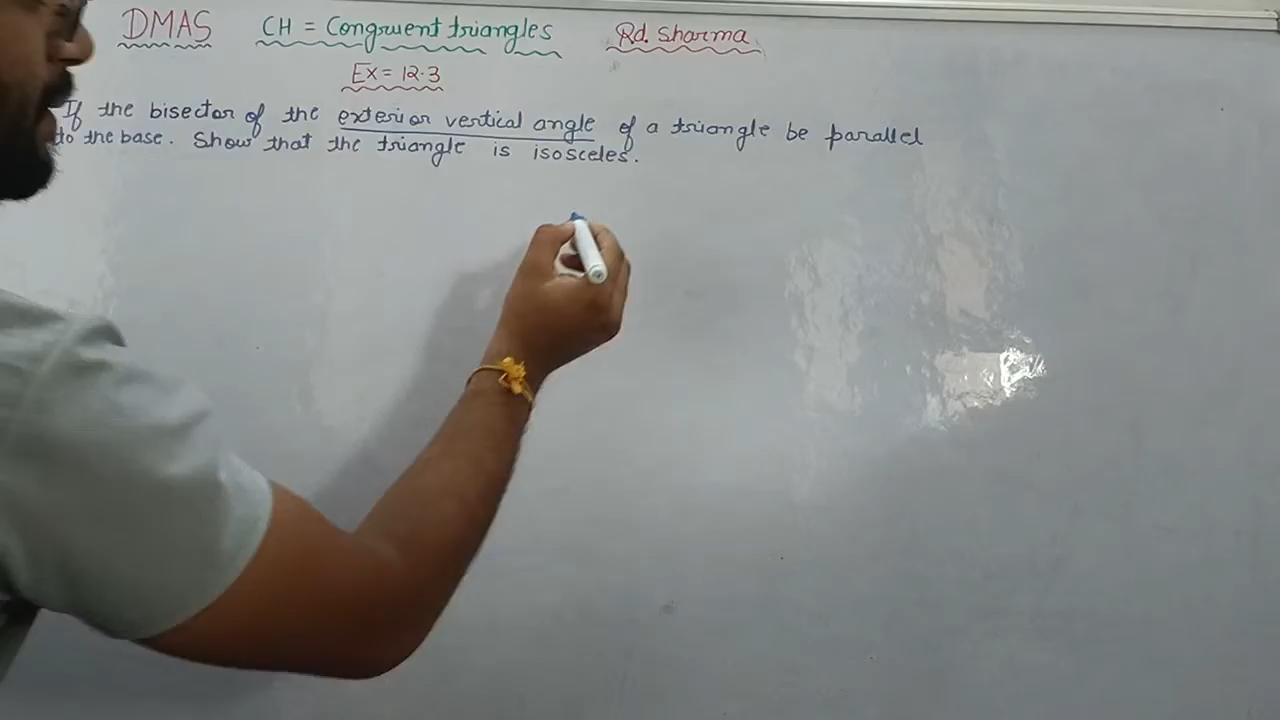 DMAS CH = Congruent triangles Rd. Sharma
Ex = 12.3
If the bisector of the exterior vertical angle of a triangle be parallel
to the base. Show that the triangle is isosceles.